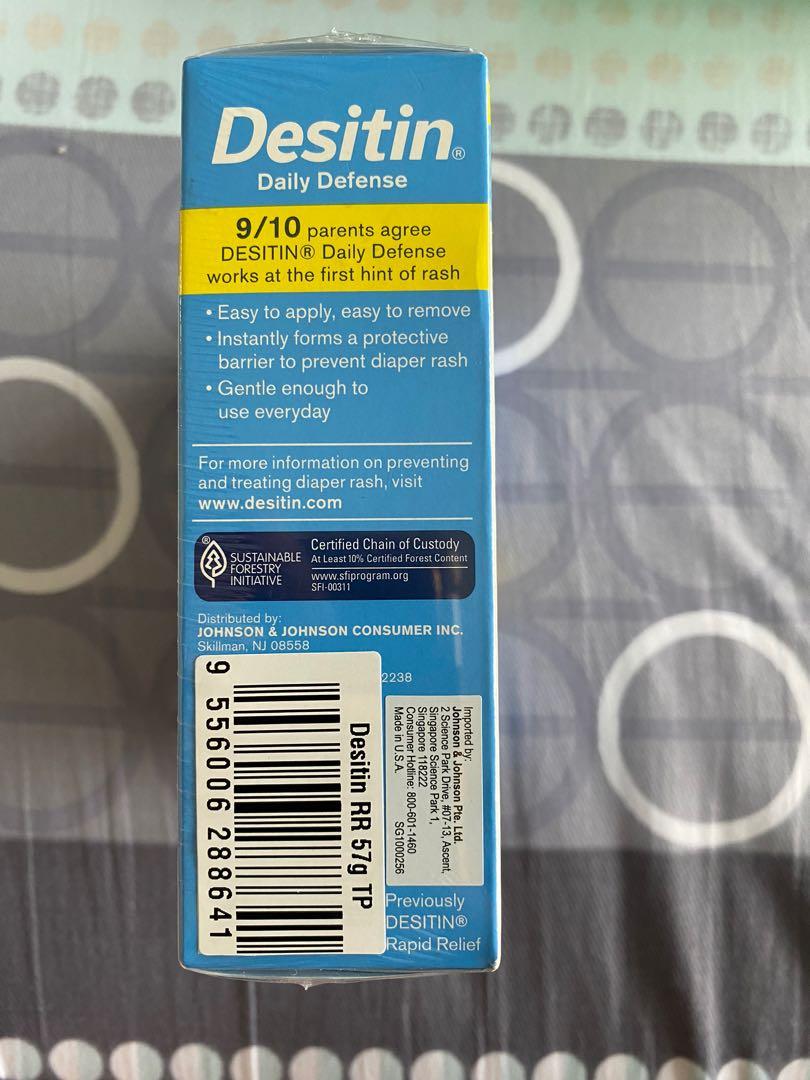 Desitin®
Daily Defense
9/10 parents agree
DESITIN® Daily Defense
works at the first hint of rash
• Easy to apply, easy to remove
• Instantly forms a protective
barrier to prevent diaper rash
• Gentle enough to
use everyday
For more information on preventing
and treating diaper rash, visit
www.desitin.com
®
SUSTAINABLE
FORESTRY
INITIATIVE
Certified Chain of Custody
At Least 10% Certified Forest Content
www.sfiprogram.org
SFI-00311
Distributed by:
JOHNSON & JOHNSON CONSUMER INC.
Skillman, NJ 08558
2238
9 556006 288641
Desitin RR 57g TP
Imported by:
Johnson & Johnson Pte. Ltd.
2 Science Park Drive, #07-13, Ascent,
Singapore Science Park 1,
Singapore 118222
Consumer Hotline: 800-601-1460
Made in U.S.A. SG1000256
Previously
DESITIN®
Rapid Relief